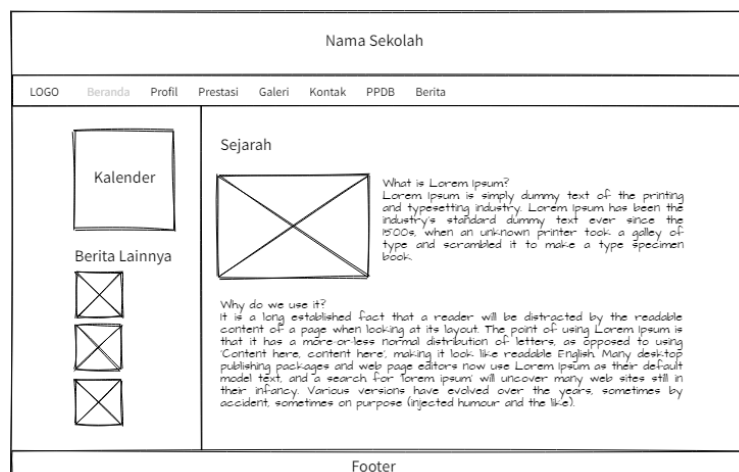 Nama Sekolah
LOGO Beranda Profil Prestasi Galeri Kontak PPDB Berita
Kalender
Berita Lainnya
Sejarah
What is Lorem Ipsum?
Lorem Ipsum is simply dummy text of the printing
and typesetting industry. Lorem Ipsum has been the
industry's standard dummy text ever since the
1500s, when an unknown printer took a galley of
type and scrambled it to make a type specimen
book.
Why do we use it?
It is a long established fact that a reader will be distracted by the readable
content of a page when looking at its layout. The point of using Lorem Ipsum is
that it has a more-or-less normal distribution of letters, as opposed to using
'Content here, content here', making it look like readable English. Many desktop
publishing packages and web page editors now use Lorem Ipsum as their default
model text, and a search for 'lorem ipsum' will uncover many web sites still in
their infancy. Various versions have evolved over the years, sometimes by
accident, sometimes on purpose (injected humour and the like).
Footer